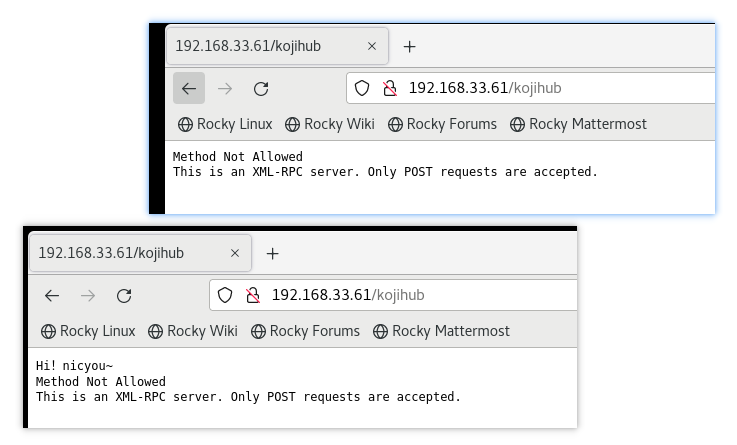 192.168.33.61/kojihub
192.168.33.61/kojihub
Rocky Linux Rocky Wiki Rocky Forums Rocky Mattermost
Method Not Allowed
This is an XML-RPC server. Only POST requests are accepted.
192.168.33.61/kojihub
192.168.33.61/kojihub
Rocky Linux Rocky Wiki Rocky Forums Rocky Mattermost
Hi! nicyou~
Method Not Allowed
This is an XML-RPC server. Only POST requests are accepted.